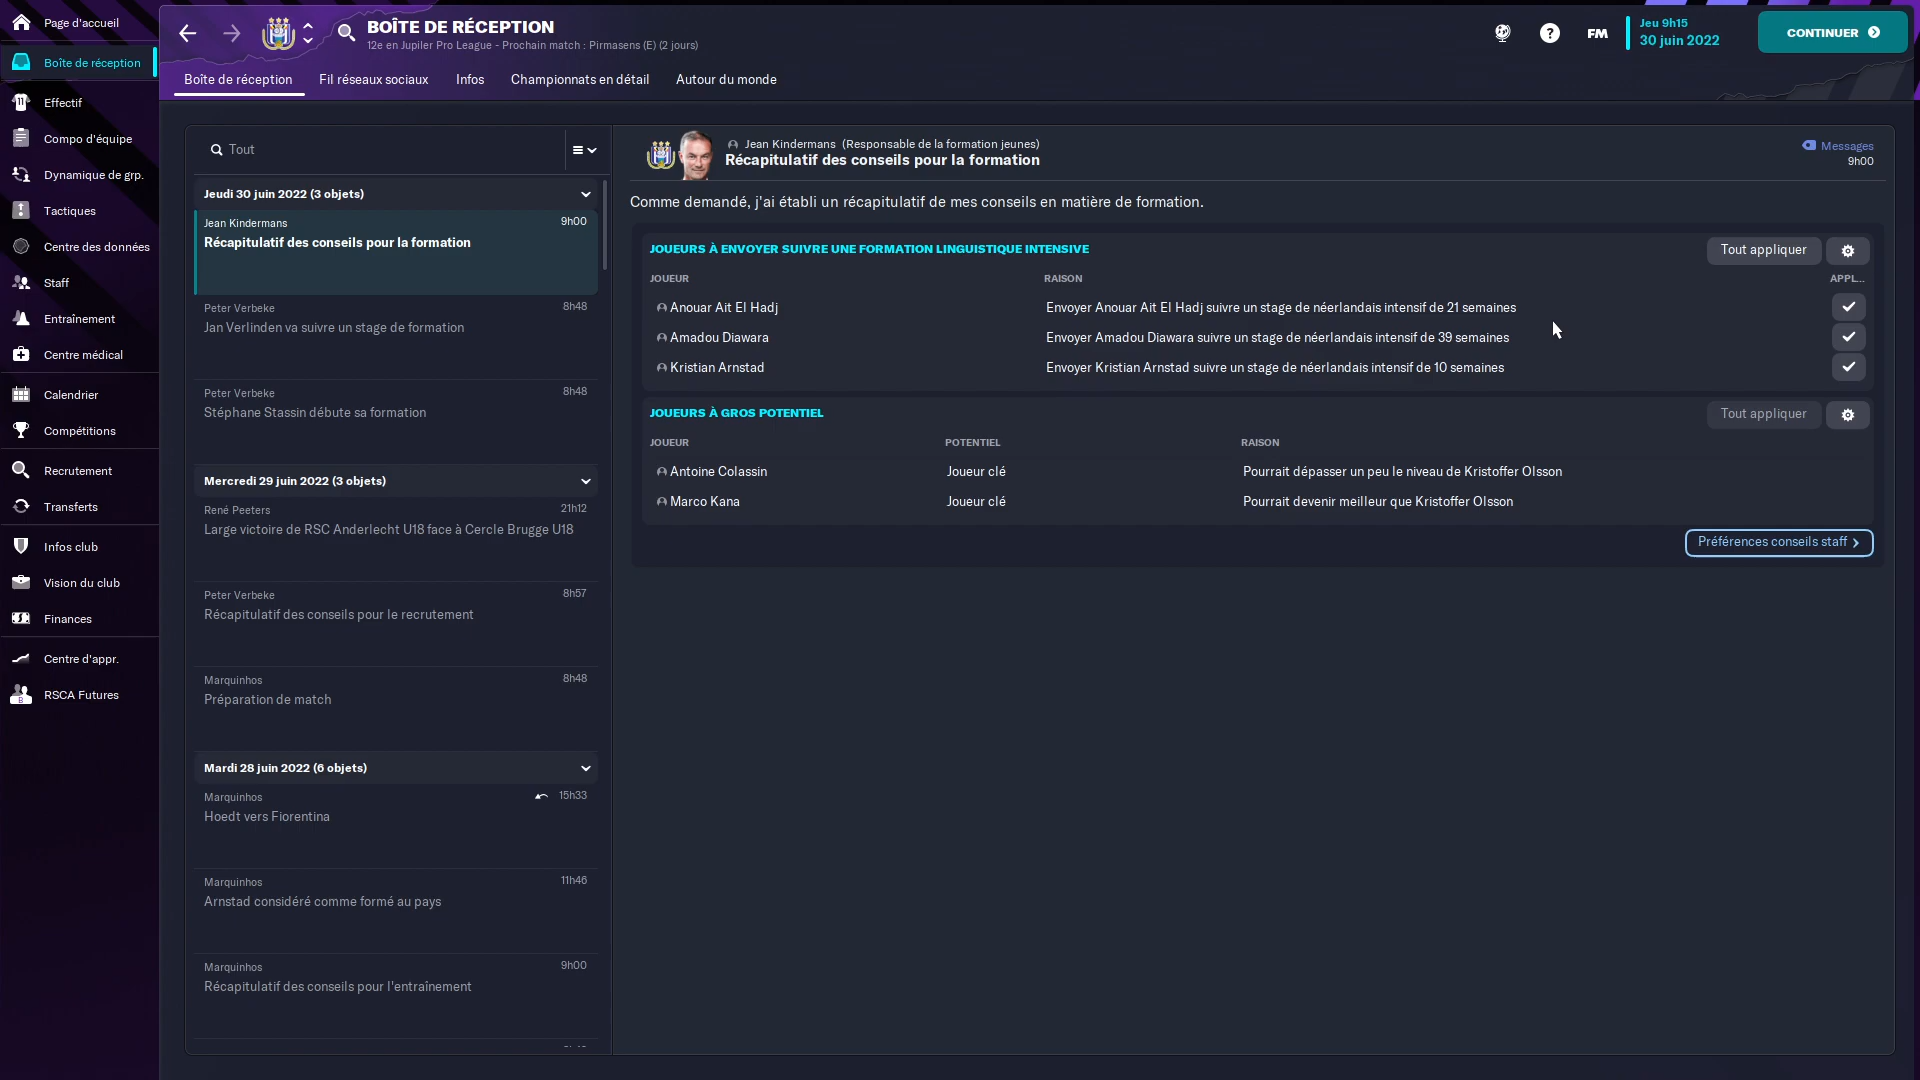 Page d'accueil
Boîte de réception
Effectif
Compo d'équipe
Dynamique de grp.
Tactiques
Centre des données
Staff
Entraînement
Centre médical
Calendrier
Compétitions
Recrutement
Transferts
Infos club
Vision du club
Finances
Centre d'appr.
RSCA Futures
BOÎTE DE RÉCEPTION
12e en Jupiler Pro League - Prochain match : Pirmasens (E) (2 jours)
FM
Jeu 9h15
30 juin 2022
CONTINUER
Boîte de réception
Fil réseaux sociaux
Infos
Championnats en détail
Autour du monde
Tout
Jeudi 30 juin 2022 (3 objets)
Jean Kindermans 9h00
Récapitulatif des conseils pour la formation
Peter Verbeke 8h48
Jan Verlinden va suivre un stage de formation
Peter Verbeke 8h48
Stéphane Stassin débute sa formation
Mercredi 29 juin 2022 (3 objets)
René Peeters 21h12
Large victoire de RSC Anderlecht U18 face à Cercle Brugge U18
Peter Verbeke 8h57
Récapitulatif des conseils pour le recrutement
Marquinhos 8h48
Préparation de match
Mardi 28 juin 2022 (6 objets)
Marquinhos 15h33
Hoedt vers Fiorentina
Marquinhos 11h46
Arnstad considéré comme formé au pays
Marquinhos 9h00
Récapitulatif des conseils pour l'entraînement
Jean Kindermans (Responsable de la formation jeunes)
Récapitulatif des conseils pour la formation
Messages
9h00
Comme demandé, j'ai établi un récapitulatif de mes conseils en matière de formation.
JOUEURS À ENVOYER SUIVRE UNE FORMATION LINGUISTIQUE INTENSIVE
Tout appliquer
JOUEUR RAISON APPL...
Anouar Ait El Hadj Envoyer Anouar Ait El Hadj suivre un stage de néerlandais intensif de 21 semaines
Amadou Diawara Envoyer Amadou Diawara suivre un stage de néerlandais intensif de 39 semaines
Kristian Arnstad Envoyer Kristian Arnstad suivre un stage de néerlandais intensif de 10 semaines
JOUEURS À GROS POTENTIEL
Tout appliquer
JOUEUR POTENTIEL RAISON
Antoine Colassin Joueur clé Pourrait dépasser un peu le niveau de Kristoffer Olsson
Marco Kana Joueur clé Pourrait devenir meilleur que Kristoffer Olsson
Préférences conseils staff